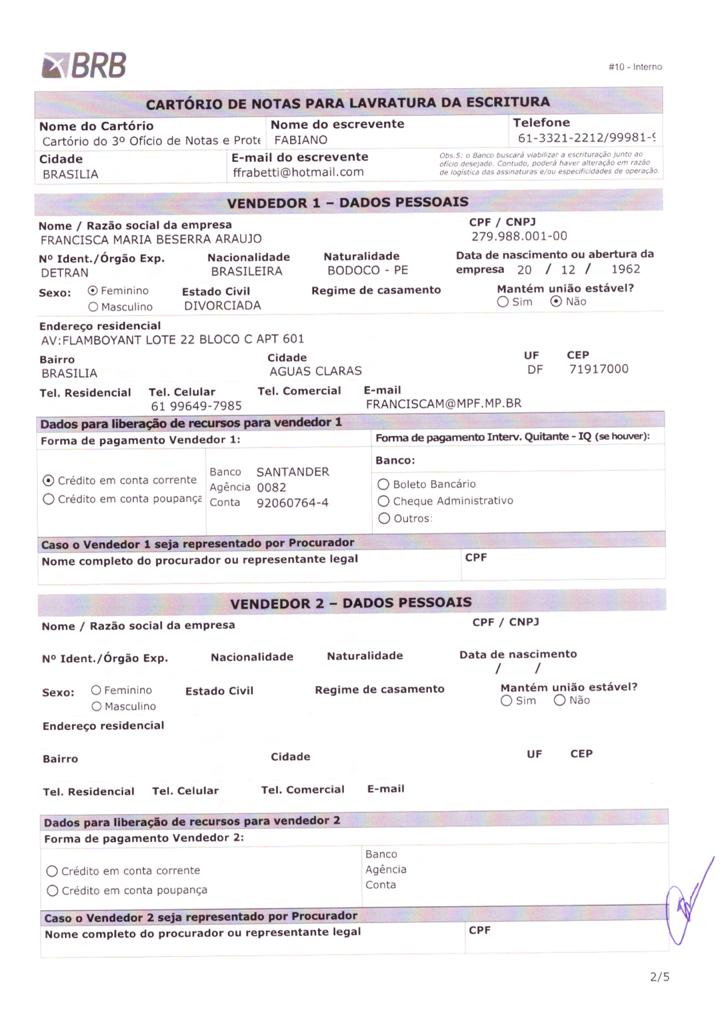 BRB
#10 - Interno
CARTÓRIO DE NOTAS PARA LAVRATURA DA ESCRITURA
Nome do Cartório Nome do escrevente Telefone
Cartório do 3º Ofício de Notas e Prote FABIANO 61-3321-2212/99981-9
Cidade E-mail do escrevente Obs.5: o Banco buscará viabilizar a escrituração junto ao
BRASILIA ffrabetti@hotmail.com ofício desejado. Contudo, poderá haver alteração em razão
de logística das assinaturas e/ou especificidades de operação.
VENDEDOR 1 – DADOS PESSOAIS
Nome / Razão social da empresa CPF / CNPJ
FRANCISCA MARIA BESERRA ARAUJO 279.988.001-00
Nº Ident./Órgão Exp. Nacionalidade Naturalidade Data de nascimento ou abertura da
DETRAN BRASILEIRA BODOCO - PE empresa 20 / 12 / 1962
Sexo: Feminino Estado Civil Regime de casamento Mantém união estável?
Masculino DIVORCIADA Sim Não
Endereço residencial
AV:FLAMBOYANT LOTE 22 BLOCO C APT 601
Bairro Cidade UF CEP
BRASILIA AGUAS CLARAS DF 71917000
Tel. Residencial Tel. Celular Tel. Comercial E-mail
61 99649-7985 FRANCISCAM@MPF.MP.BR
Dados para liberação de recursos para vendedor 1
Forma de pagamento Vendedor 1: Forma de pagamento Interv. Quitante - IQ (se houver):
Banco:
Crédito em conta corrente Banco SANTANDER Boleto Bancário
Agência 0082
Crédito em conta poupança Conta 92060764-4 Cheque Administrativo
Outros:
Caso o Vendedor 1 seja representado por Procurador
Nome completo do procurador ou representante legal CPF
VENDEDOR 2 – DADOS PESSOAIS
Nome / Razão social da empresa CPF / CNPJ
Nº Ident./Órgão Exp. Nacionalidade Naturalidade Data de nascimento
/ /
Sexo: Feminino Estado Civil Regime de casamento Mantém união estável?
Masculino Sim Não
Endereço residencial
Bairro Cidade UF CEP
Tel. Residencial Tel. Celular Tel. Comercial E-mail
Dados para liberação de recursos para vendedor 2
Forma de pagamento Vendedor 2:
Banco
Crédito em conta corrente Agência
Crédito em conta poupança Conta
Caso o Vendedor 2 seja representado por Procurador
Nome completo do procurador ou representante legal CPF
2/5